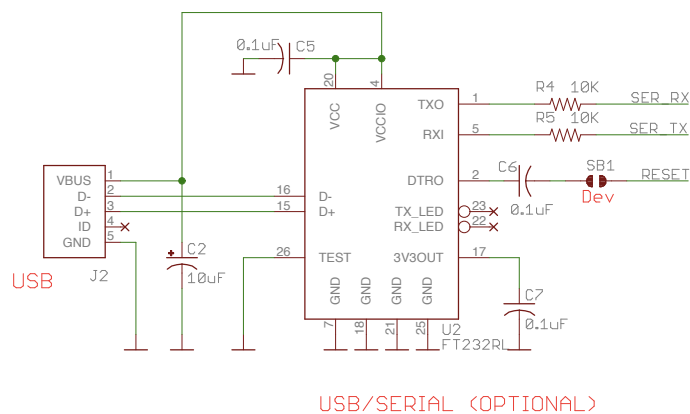 0.1uF C5
20
VCC
4
VCCIO
TXO 1 R4 10K SER_RX
RXI 5 R5 10K SER_TX
DTRO 2 C6 0.1uF SB1 Dev RESET
VBUS 1
D- 2
D+ 3
ID 4
GND 5
USB J2
16 D-
15 D+
TX_LED 23
RX_LED 22
C2
10uF
26 TEST
3V3OUT 17
GND GND GND GND
7 18 21 25
U2
FT232RL
C7
0.1uF
USB/SERIAL (OPTIONAL)